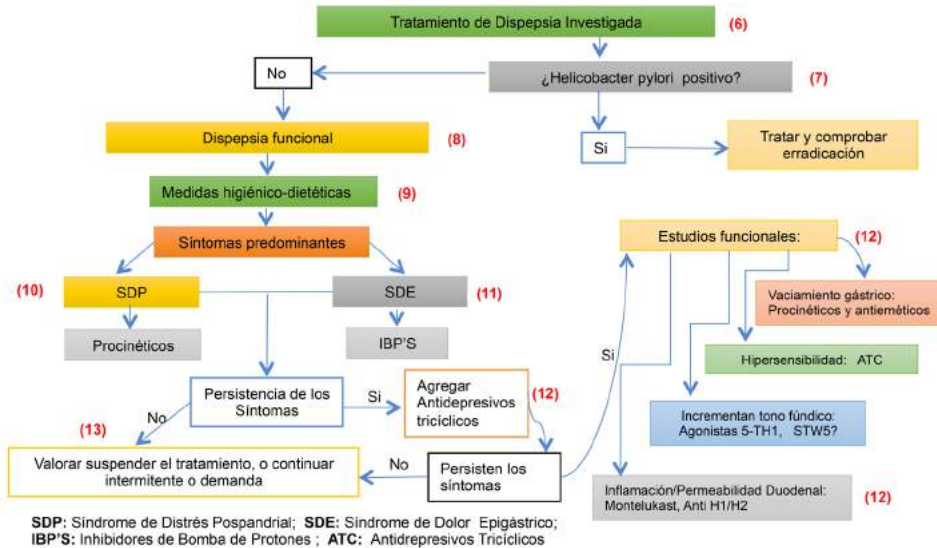 Tratamiento de Dispepsia Investigada
(6)
No
¿Helicobacter pylori positivo?
(7)
Dispepsia funcional
(8)
Si
Tratar y comprobar
erradicación
Medidas higiénico-dietéticas
(9)
Síntomas predominantes
Estudios funcionales:
(12)
(10)
SDP
SDE
(11)
Vaciamiento gástrico:
Procinéticos y antieméticos
Procinéticos
IBP'S
Si
Hipersensibilidad: ATC
Persistencia de los
Síntomas
Si
Agregar
Antidepresivos
tricíclicos
(12)
No
Incrementan tono fúndico:
Agonistas 5-TH1, STW5?
(13)
Valorar suspender el tratamiento, o continuar
intermitente o demanda
No
Persisten los
síntomas
Inflamación/Permeabilidad Duodenal:
Montelukast, Anti H1/H2
(12)
SDP: Síndrome de Distrés Pospandrial; SDE: Síndrome de Dolor Epigástrico;
IBP'S: Inhibidores de Bomba de Protones ; ATC: Antidrepresivos Tricíclicos